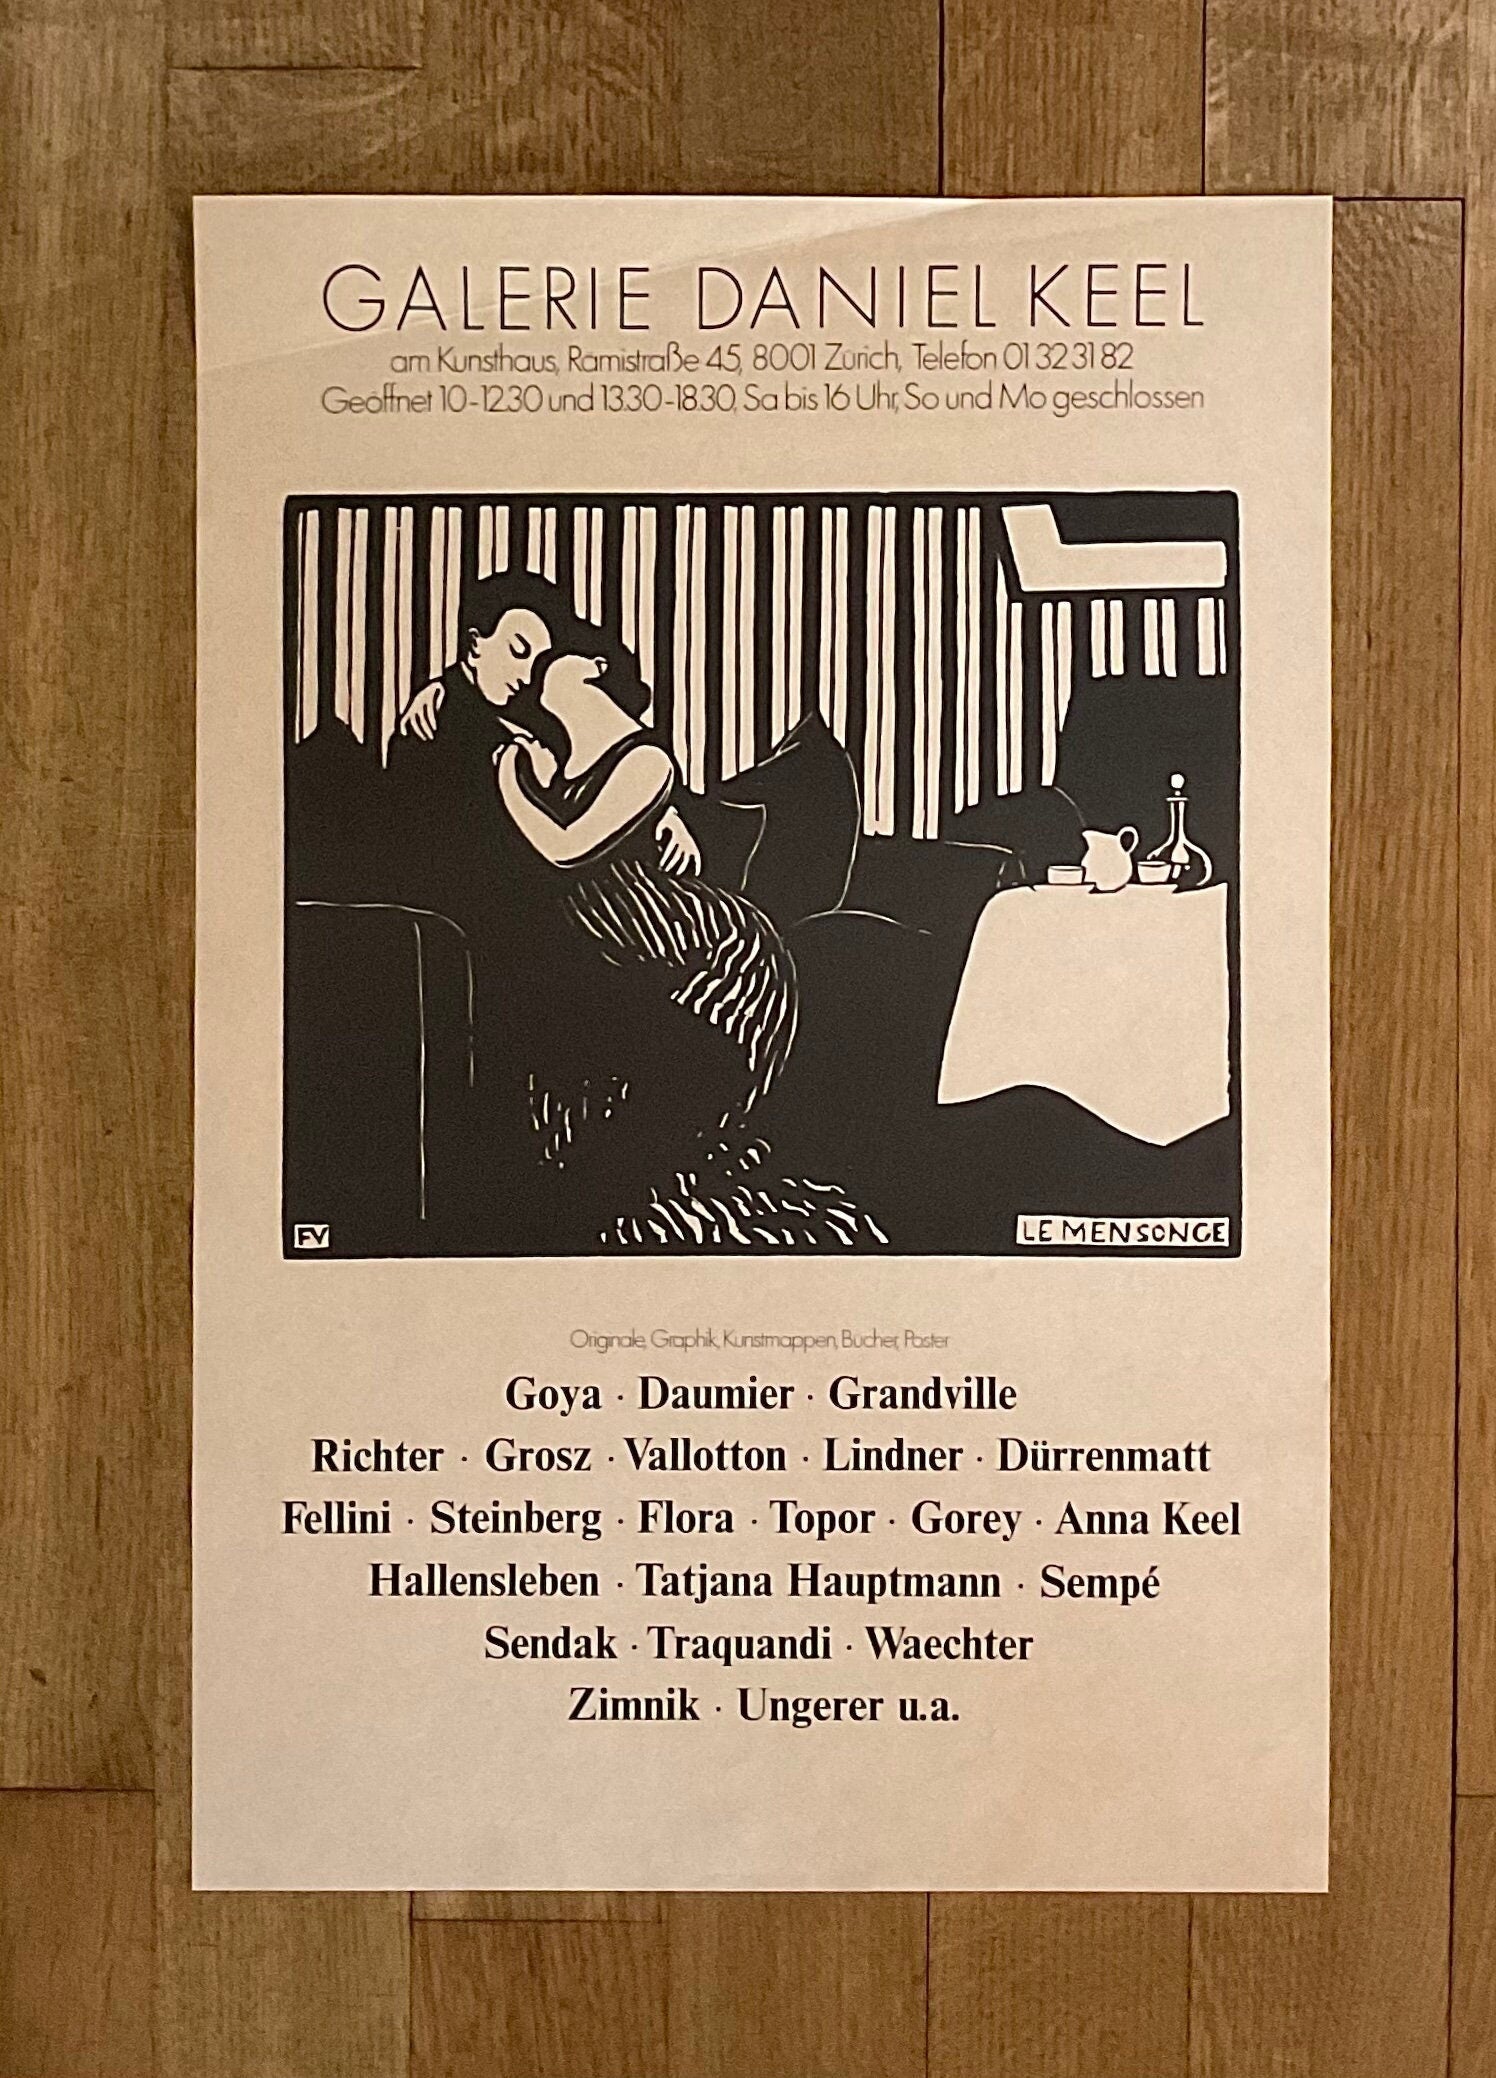 GALERIE DANIEL KEEL
am Kunsthaus, Rämistraße 45, 8001 Zürich, Telefon 01 32 31 82
Geöffnet 10-12.30 und 13.30-18.30, Sa bis 16 Uhr, So und Mo geschlossen
FV
LE MENSONGE
Originale, Graphik, Kunstmappen, Bücher, Poster
Goya · Daumier · Grandville
Richter · Grosz · Vallotton · Lindner · Dürrenmatt
Fellini · Steinberg · Flora · Topor · Gorey · Anna Keel
Hallensleben · Tatjana Hauptmann · Sempé
Sendak · Traquandi · Waechter
Zimnik · Ungerer u.a.